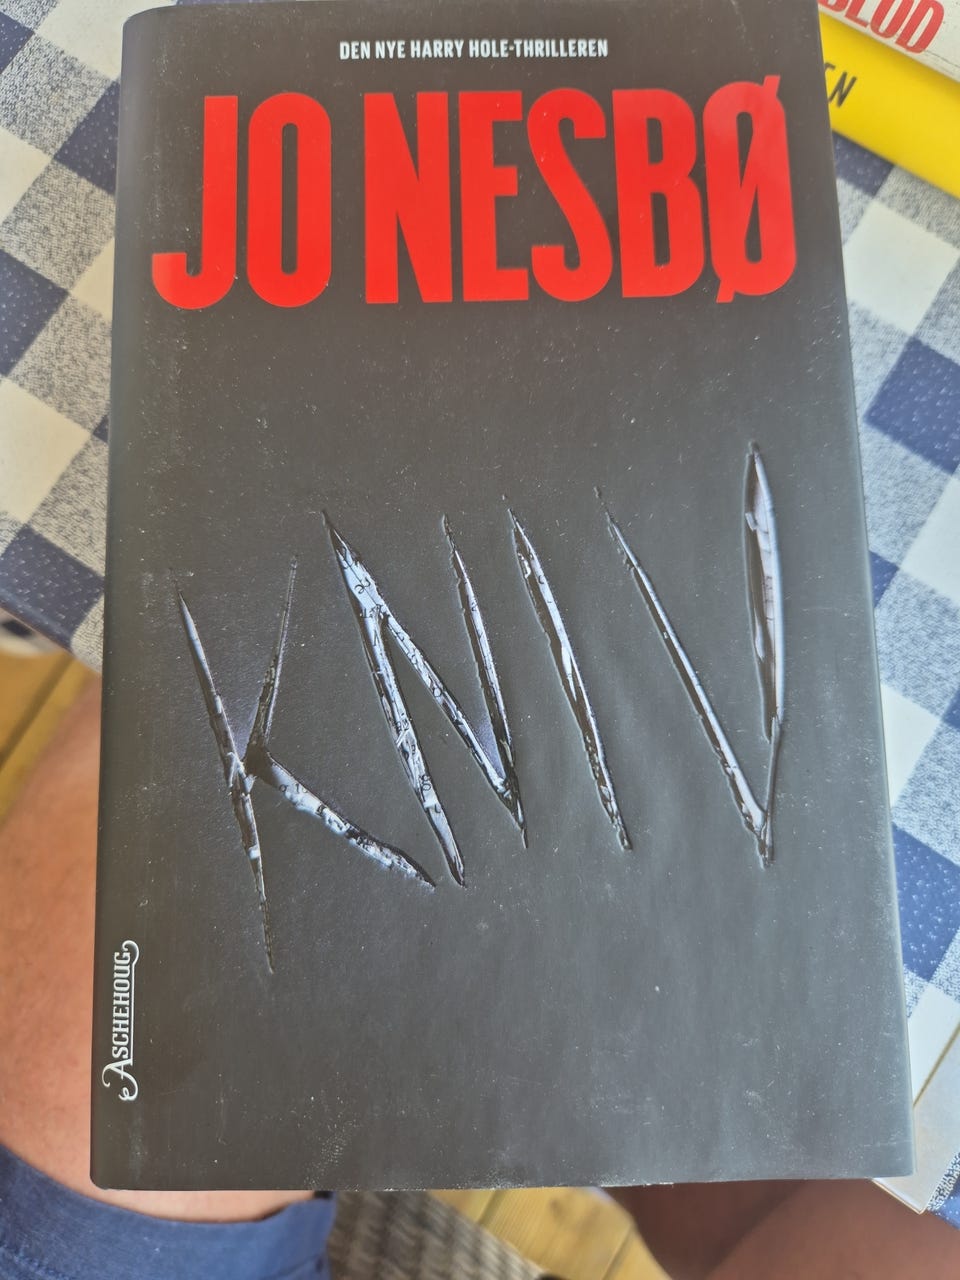 DEN NYE HARRY HOLE-THRILLEREN
JO NESBØ
KNIV
ASCHEHOUG